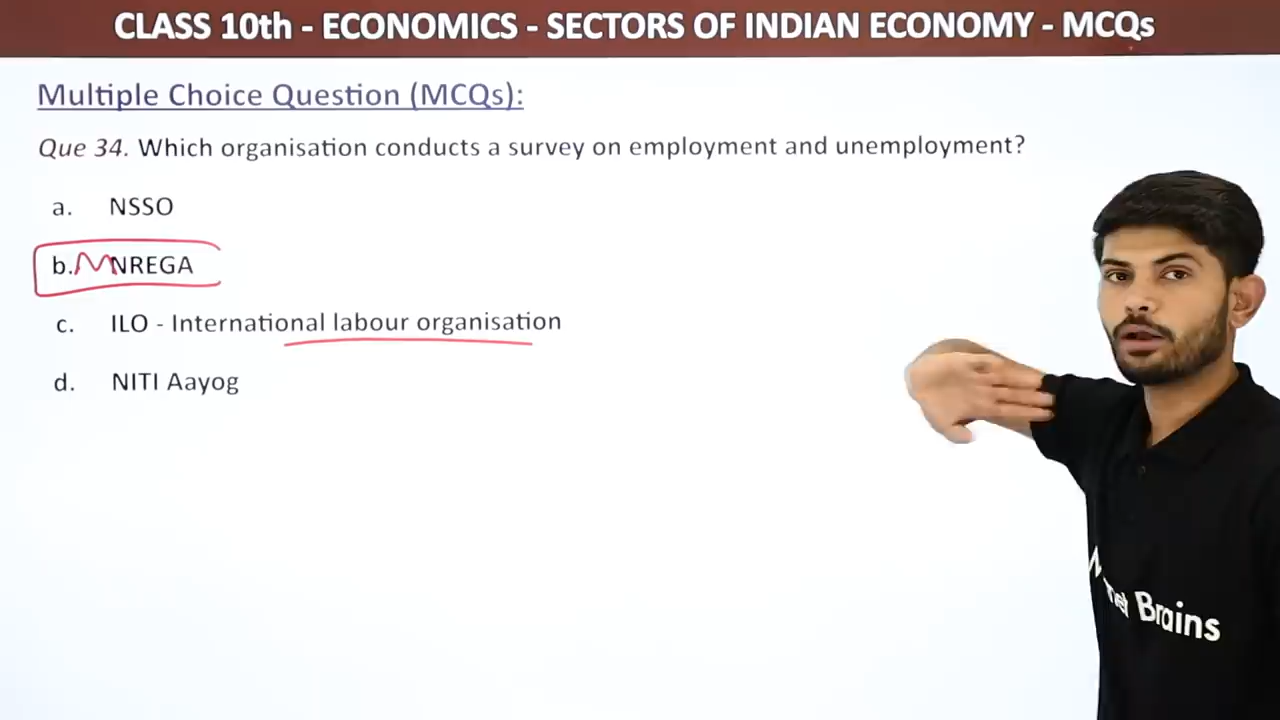 CLASS 10th - ECONOMICS - SECTORS OF INDIAN ECONOMY - MCQs
Multiple Choice Question (MCQs):
Que 34. Which organisation conducts a survey on employment and unemployment?
a. NSSO
b. MNREGA
c. ILO - International labour organisation
d. NITI Aayog
Brains